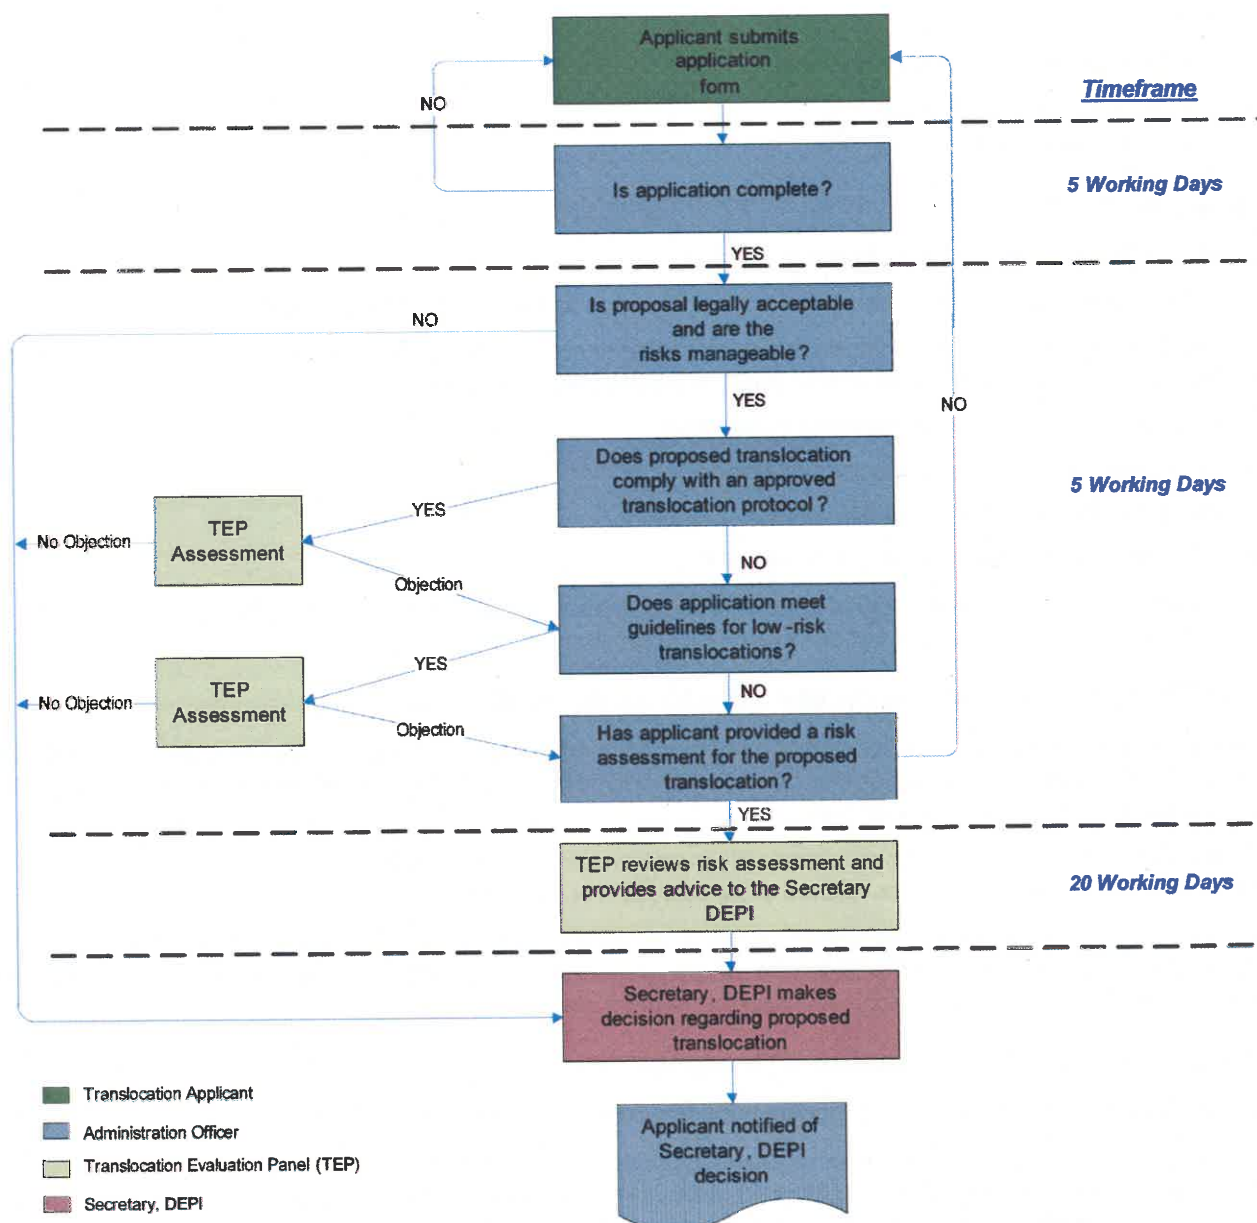 Applicant submits
application
form
Timeframe
NO
Is application complete?
5 Working Days
YES
Is proposal legally acceptable
and are the
risks manageable?
NO
YES
NO
Does proposed translocation
comply with an approved
translocation protocol?
5 Working Days
YES
TEP
Assessment
No Objection
NO
Objection
Does application meet
guidelines for low-risk
translocations?
YES
TEP
Assessment
No Objection
NO
Objection
Has applicant provided a risk
assessment for the proposed
translocation?
YES
TEP reviews risk assessment and
provides advice to the Secretary
DEPI
20 Working Days
Secretary, DEPI makes
decision regarding proposed
translocation
Applicant notified of
Secretary, DEPI
decision
Translocation Applicant
Administration Officer
Translocation Evaluation Panel (TEP)
Secretary, DEPI